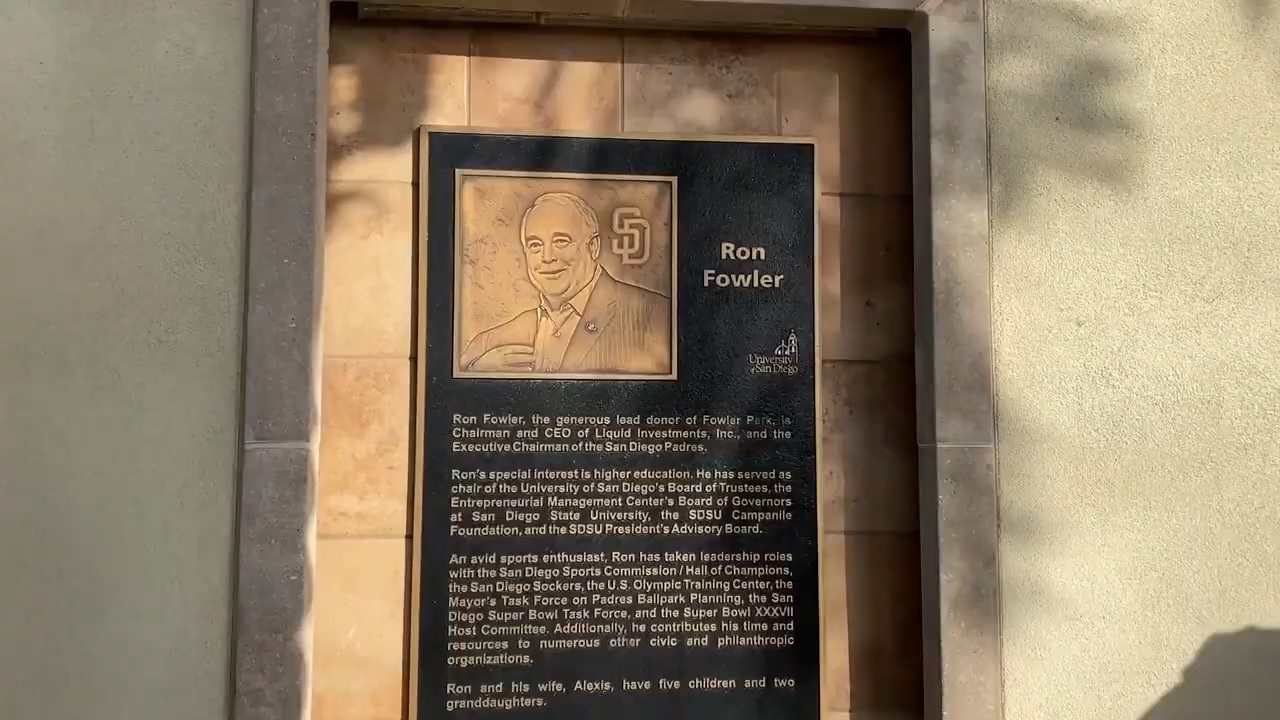 SD
Ron
Fowler
University
of San Diego
Ron Fowler, the generous lead donor of Fowler Park, is
Chairman and CEO of Liquid Investments, Inc., and the
Executive Chairman of the San Diego Padres.
Ron's special interest is higher education. He has served as
chair of the University of San Diego's Board of Trustees, the
Entrepreneurial Management Center's Board of Governors
at San Diego State University, the SDSU Campanile
Foundation, and the SDSU President's Advisory Board.
An avid sports enthusiast, Ron has taken leadership roles
with the San Diego Sports Commission / Hall of Champions,
the San Diego Sockers, the U.S. Olympic Training Center, the
Mayor's Task Force on Padres Ballpark Planning, the San
Diego Super Bowl Task Force, and the Super Bowl XXXVII
Host Committee. Additionally, he contributes his time and
resources to numerous other civic and philanthropic
organizations.
Ron and his wife, Alexis, have five children and two
granddaughters.